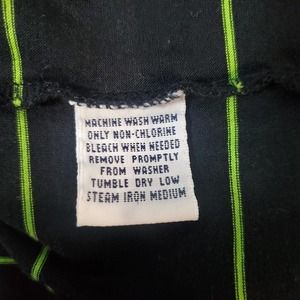 MACHINE WASH WARM
ONLY NON-CHLORINE
BLEACH WHEN NEEDED
REMOVE PROMPTLY
FROM WASHER
TUMBLE DRY LOW
STEAM IRON MEDIUM